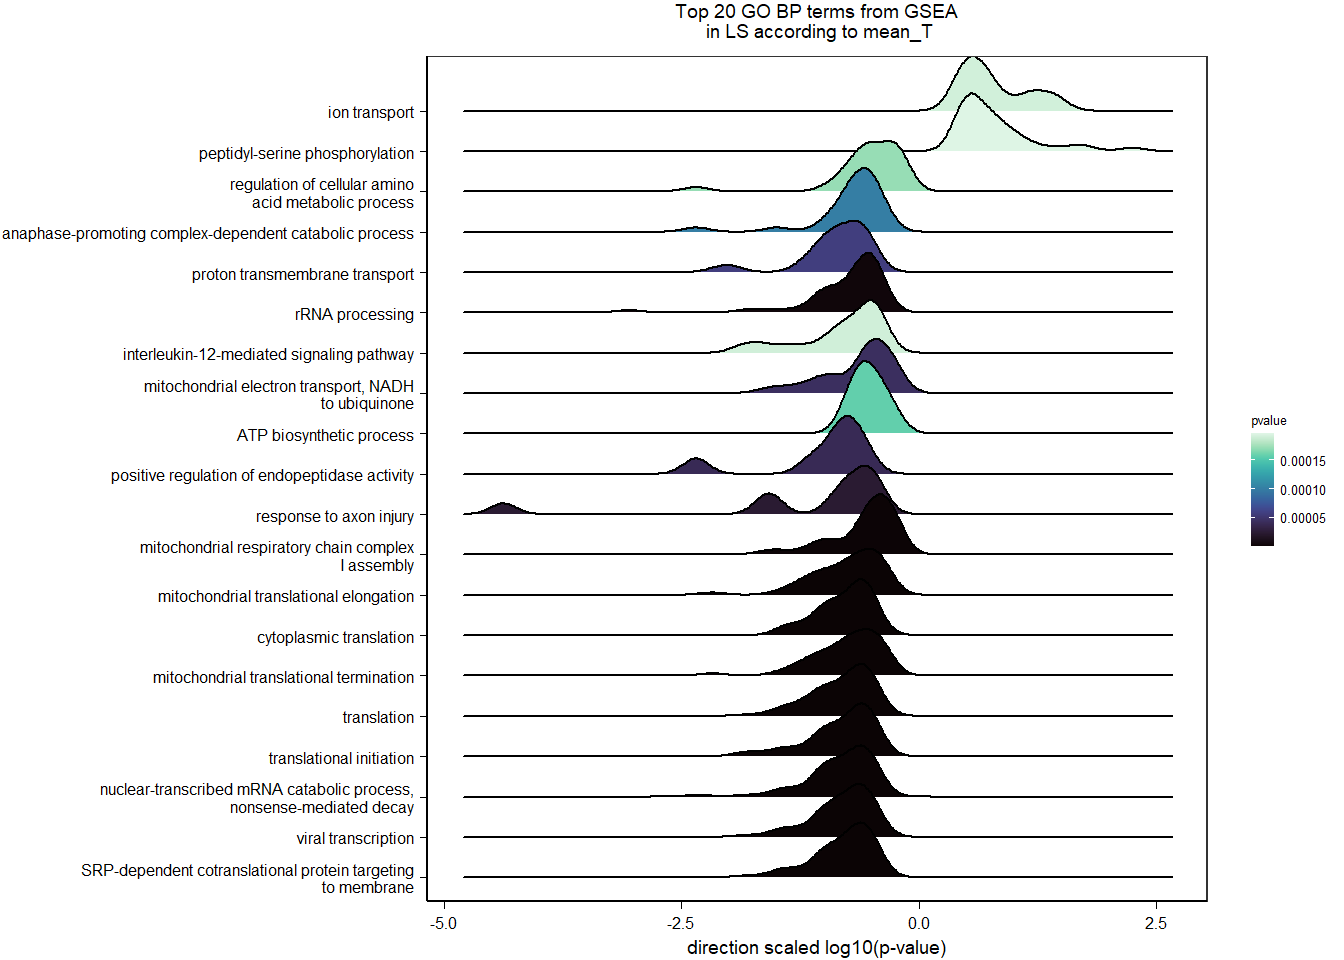 Top 20 GO BP terms from GSEA
in LS according to mean_T
ion transport
peptidyl-serine phosphorylation
regulation of cellular amino
acid metabolic process
anaphase-promoting complex-dependent catabolic process
proton transmembrane transport
rRNA processing
interleukin-12-mediated signaling pathway
mitochondrial electron transport, NADH
to ubiquinone
ATP biosynthetic process
positive regulation of endopeptidase activity
response to axon injury
mitochondrial respiratory chain complex
I assembly
mitochondrial translational elongation
cytoplasmic translation
mitochondrial translational termination
translation
translational initiation
nuclear-transcribed mRNA catabolic process,
nonsense-mediated decay
viral transcription
SRP-dependent cotranslational protein targeting
to membrane
-5.0
-2.5
0.0
2.5
direction scaled log10(p-value)
pvalue
0.00015
0.00010
0.00005